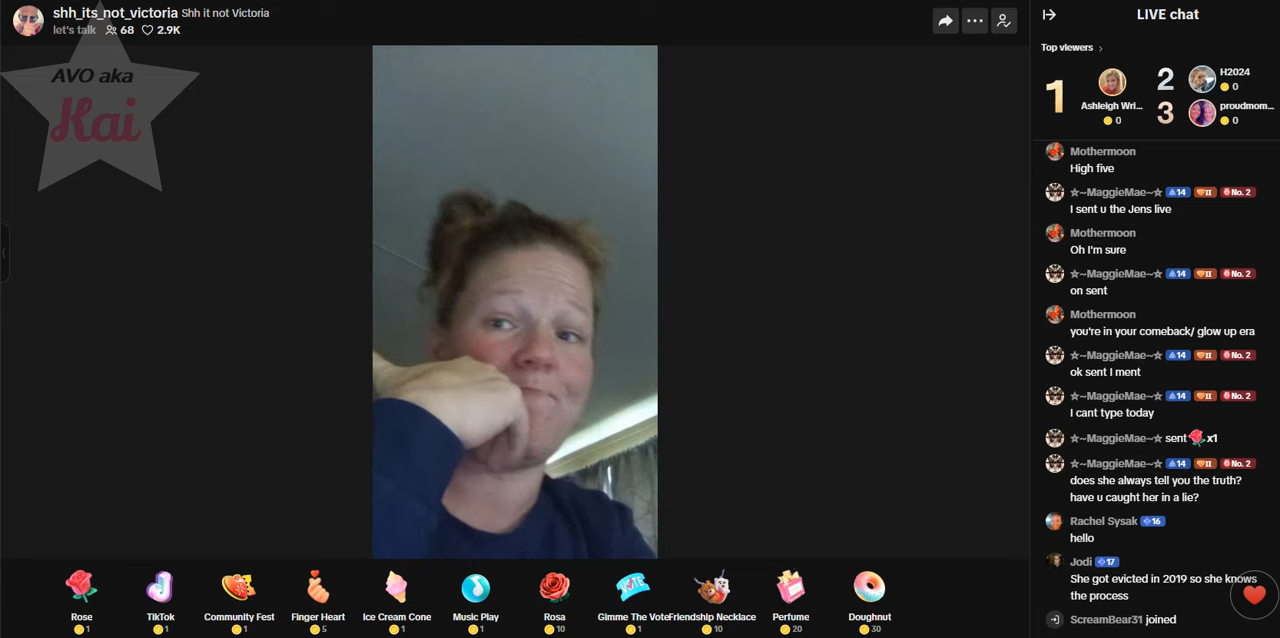 shh_its_not_victoria Shh it not Victoria
let's talk 68 2.9K
AVO aka
Kai
LIVE chat
Top viewers >
1 Ashleigh Wri... 0
2 H2024 0
3 proudmom... 0
Mothermoon
High five
☆~MaggieMae~☆ 14 II No. 2
I sent u the Jens live
Mothermoon
Oh I'm sure
☆~MaggieMae~☆ 14 II No. 2
on sent
Mothermoon
you're in your comeback/ glow up era
☆~MaggieMae~☆ 14 II No. 2
ok sent I ment
☆~MaggieMae~☆ 14 II No. 2
I cant type today
☆~MaggieMae~☆ sent x1
☆~MaggieMae~☆ 14 II No. 2
does she always tell you the truth?
have u caught her in a lie?
Rachel Sysak 16
hello
Jodi 17
She got evicted in 2019 so she knows
the process
ScreamBear31 joined
VOTE
Rose TikTok Community Fest Finger Heart Ice Cream Cone Music Play Rosa Gimme The Vote Friendship Necklace Perfume Doughnut
1 1 1 5 1 1 10 1 10 20 30